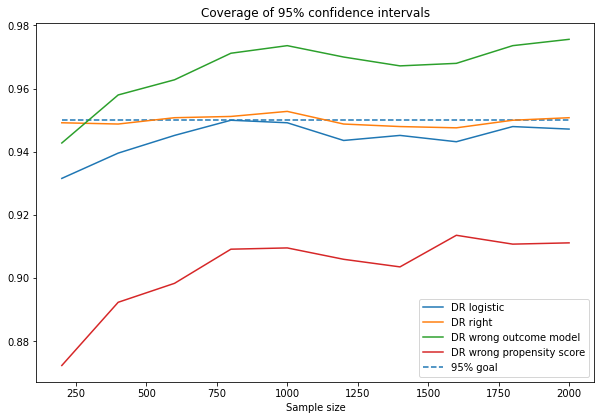 Coverage of 95% confidence intervals
0.98
0.96
0.94
0.92
0.90
0.88
250
500
750
1000
1250
1500
1750
2000
Sample size
DR logistic
DR right
DR wrong outcome model
DR wrong propensity score
95% goal